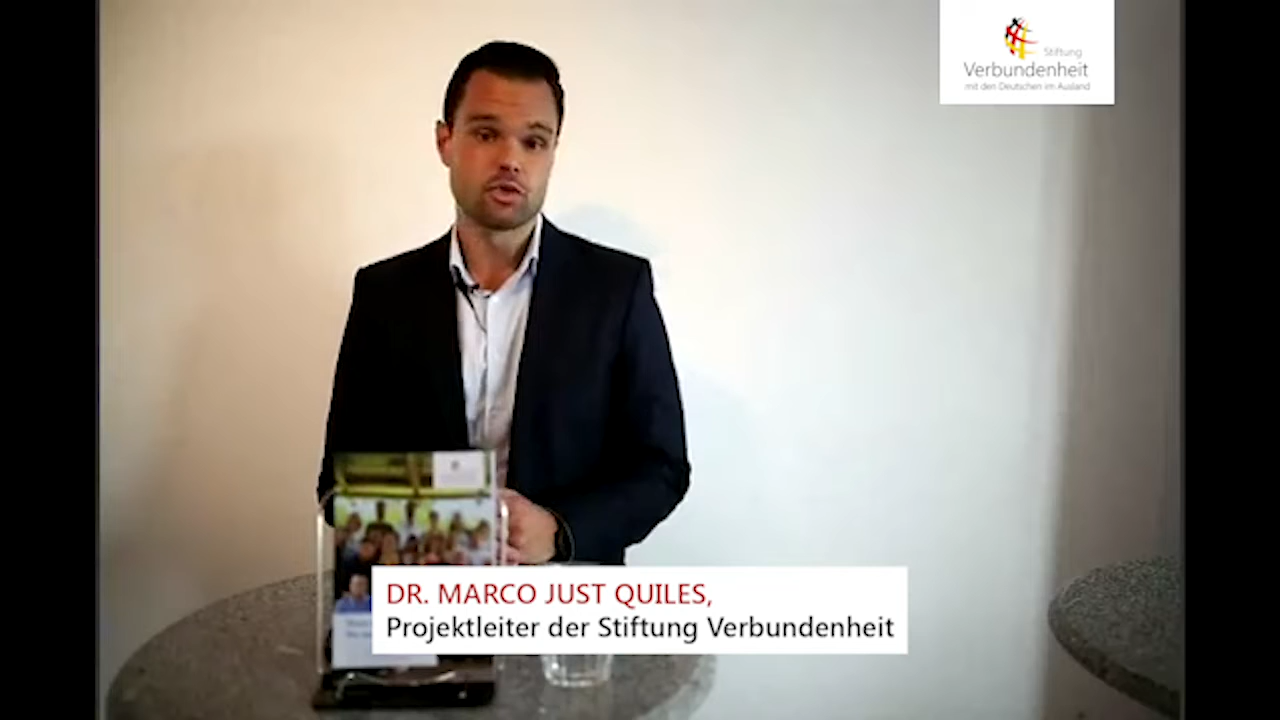 Stiftung
Verbundenheit
mit den Deutschen im Ausland
DR. MARCO JUST QUILES,
Projektleiter der Stiftung Verbundenheit